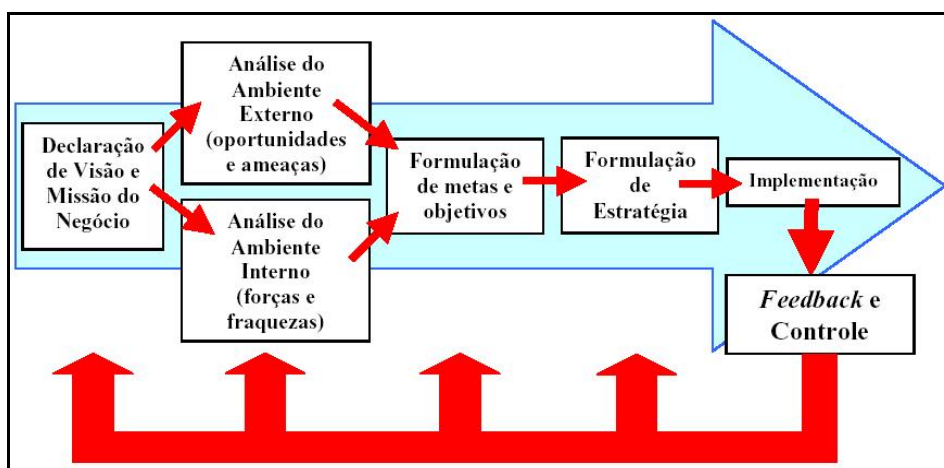 Declaração
de Visão e
Missão do
Negócio
Análise do
Ambiente
Externo
(oportunidades
e ameaças)
Análise do
Ambiente
Interno
(forças e
fraquezas)
Formulação
de metas e
objetivos
Formulação
de
Estratégia
Implementação
Feedback e
Controle